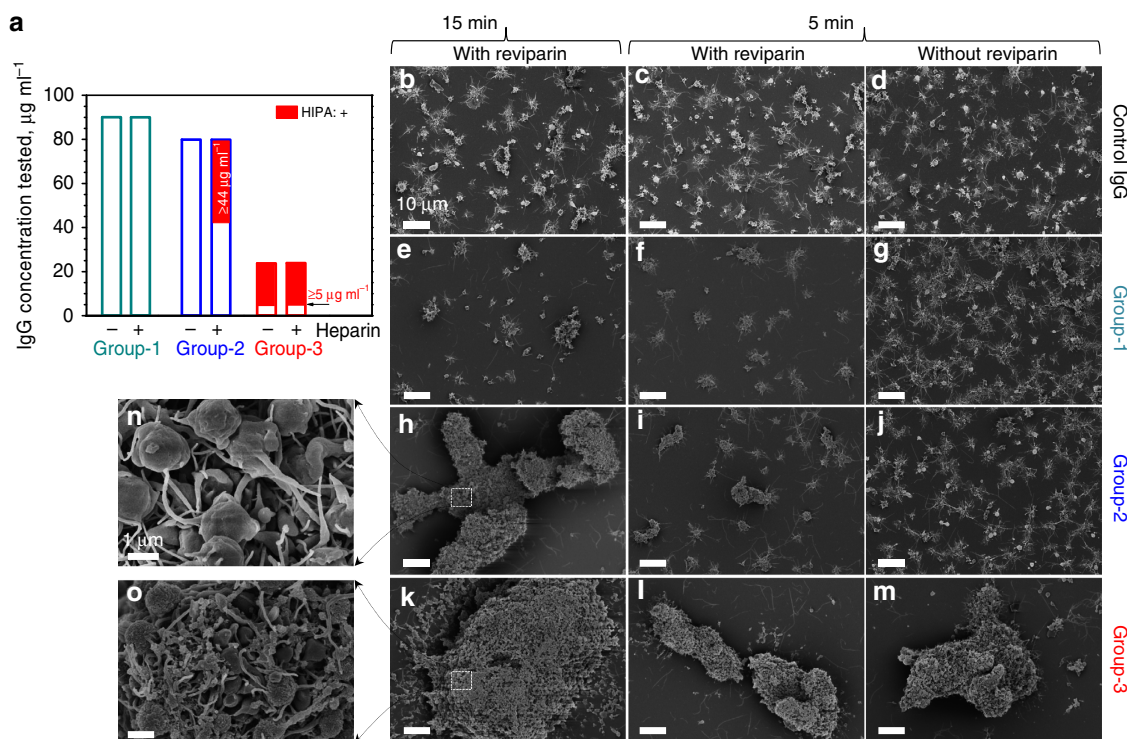 a
15 min
5 min
With reviparin
With reviparin
Without reviparin
IgG concentration tested, µg ml⁻¹
100
80
60
40
20
0
HIPA: +
≥44 µg ml⁻¹
≥5 µg ml⁻¹
− + − + − + Heparin
Group-1 Group-2 Group-3
b
10 µm
c
d
Control IgG
e
f
g
Group-1
n
1 µm
h
i
j
Group-2
o
k
l
m
Group-3